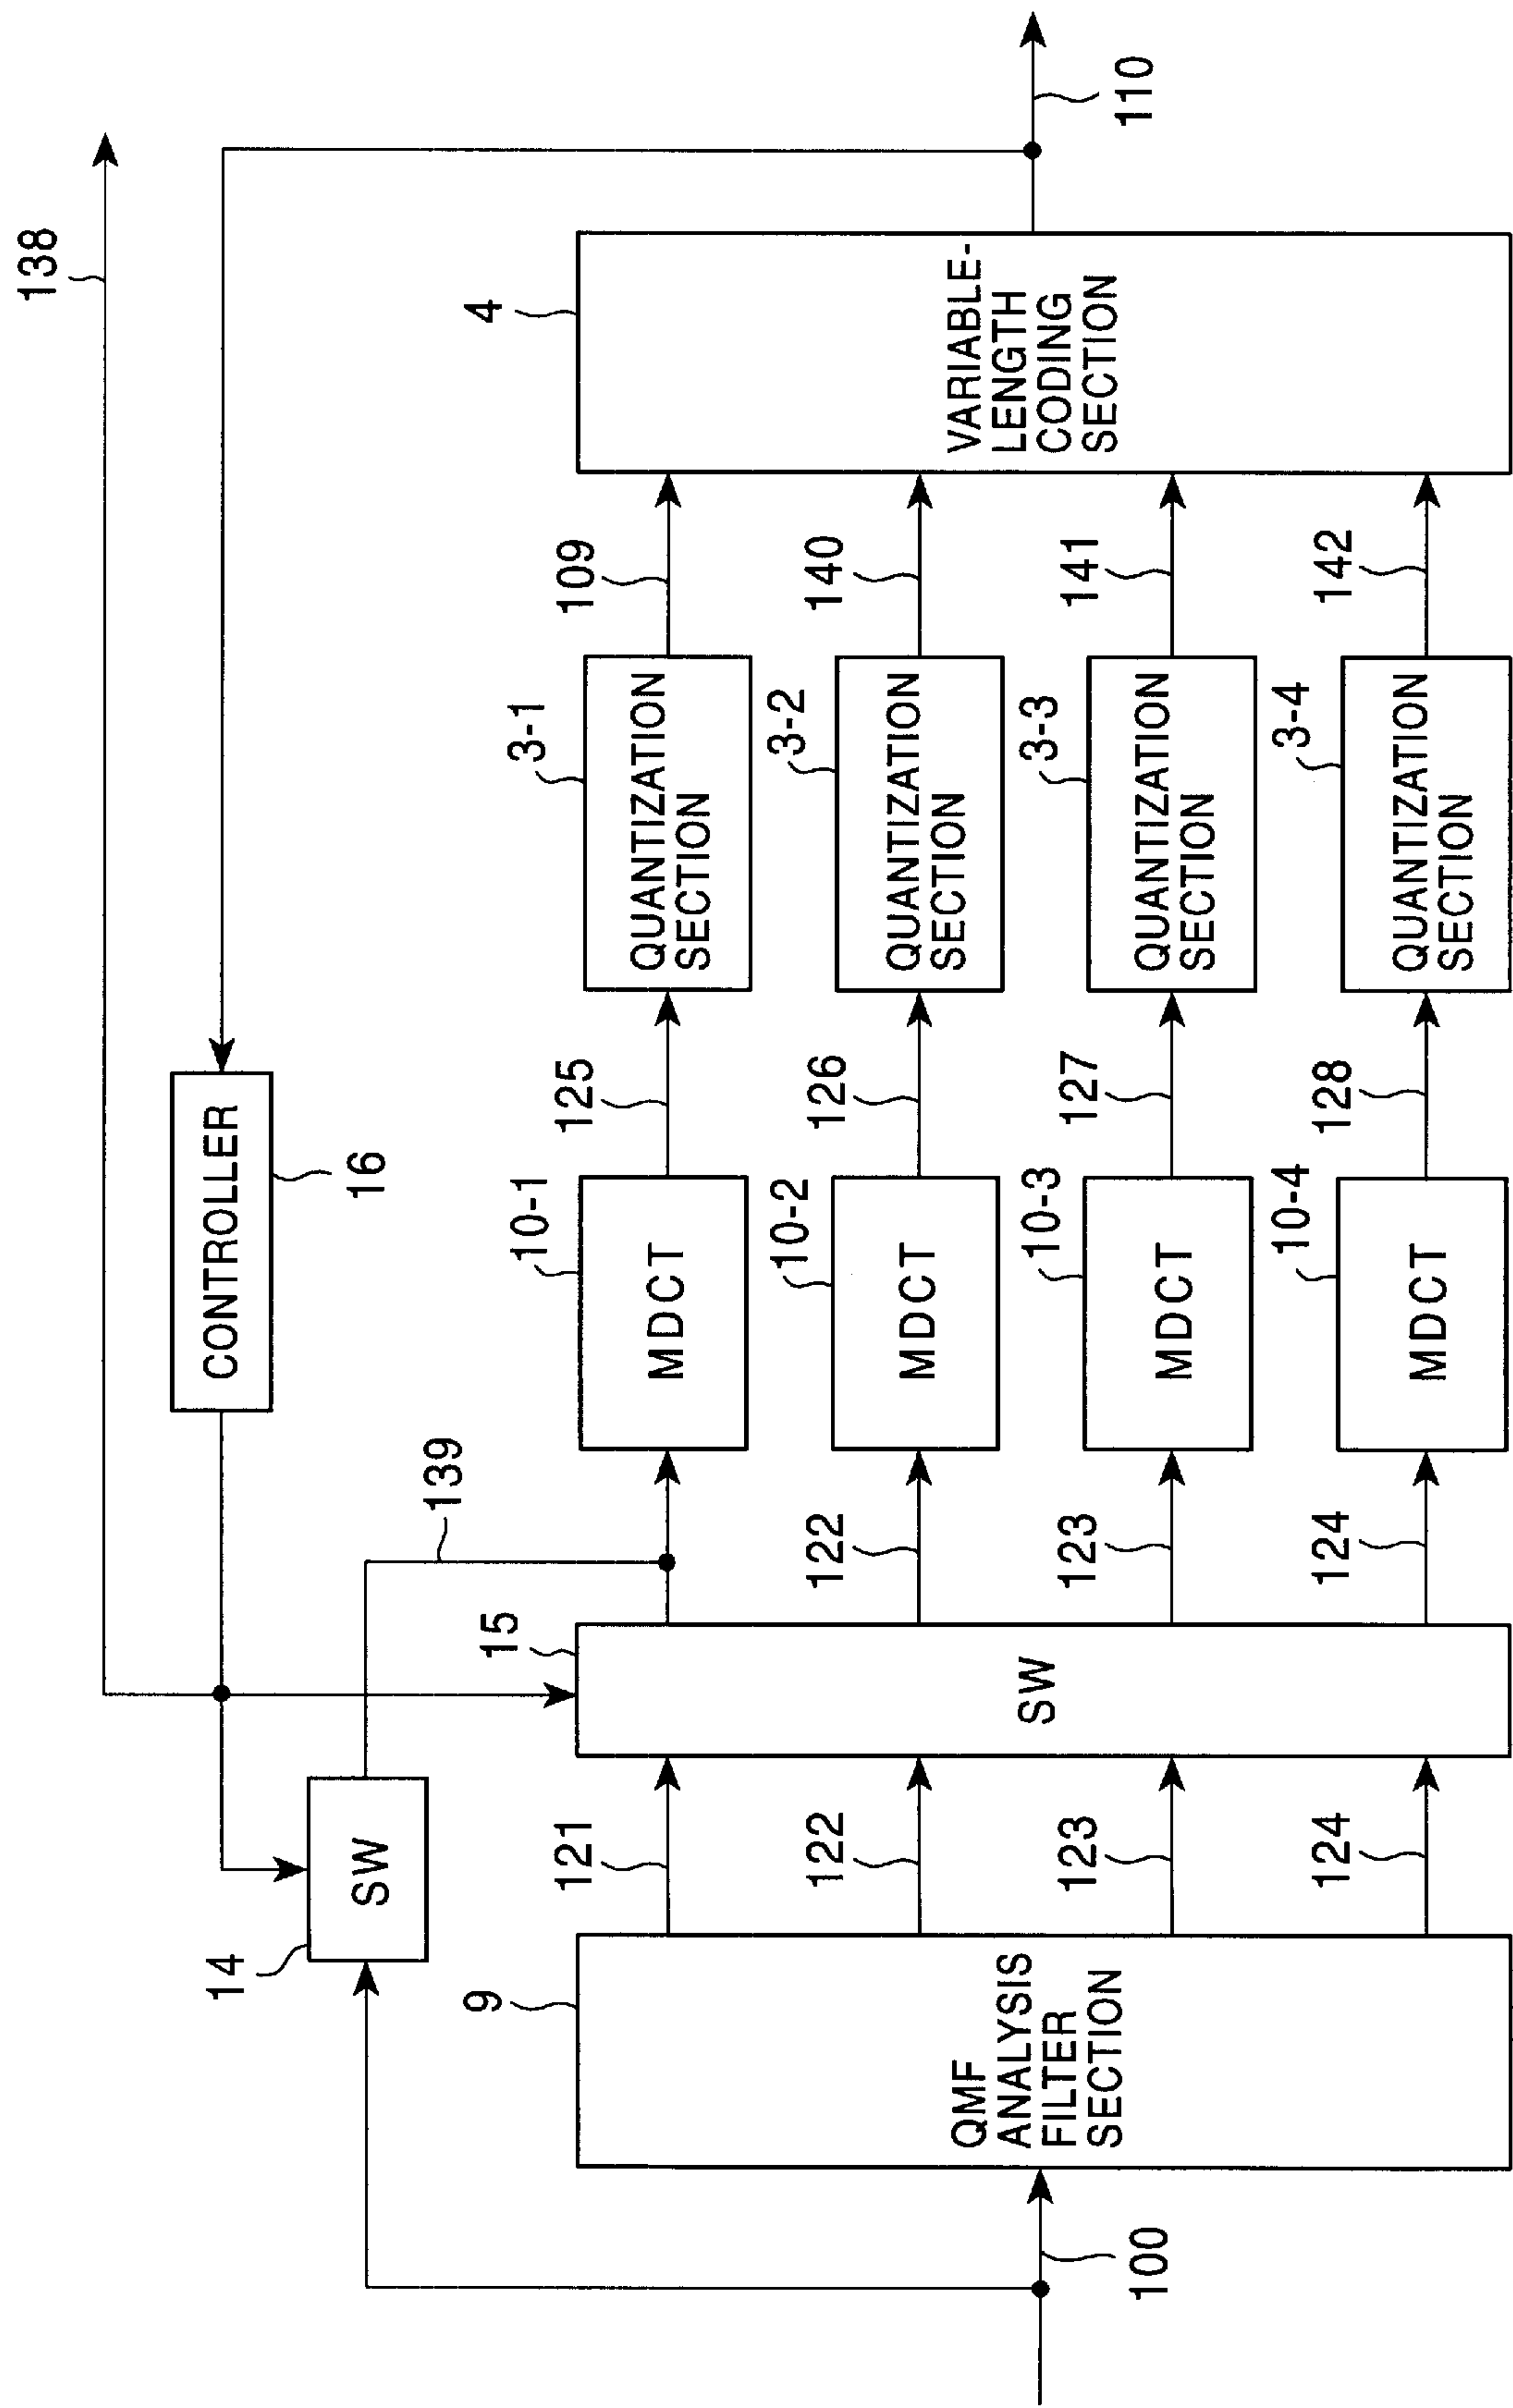 138
CONTROLLER
16
14
SW
139
15
SW
9
QMF
ANALYSIS
FILTER
SECTION
100
121
122
123
124
122
123
124
10-1
MDCT
10-2
MDCT
10-3
MDCT
10-4
MDCT
125
126
127
128
3-1
QUANTIZATION
SECTION
3-2
QUANTIZATION
SECTION
3-3
QUANTIZATION
SECTION
3-4
QUANTIZATION
SECTION
109
140
141
142
4
VARIABLE-
LENGTH
CODING
SECTION
110